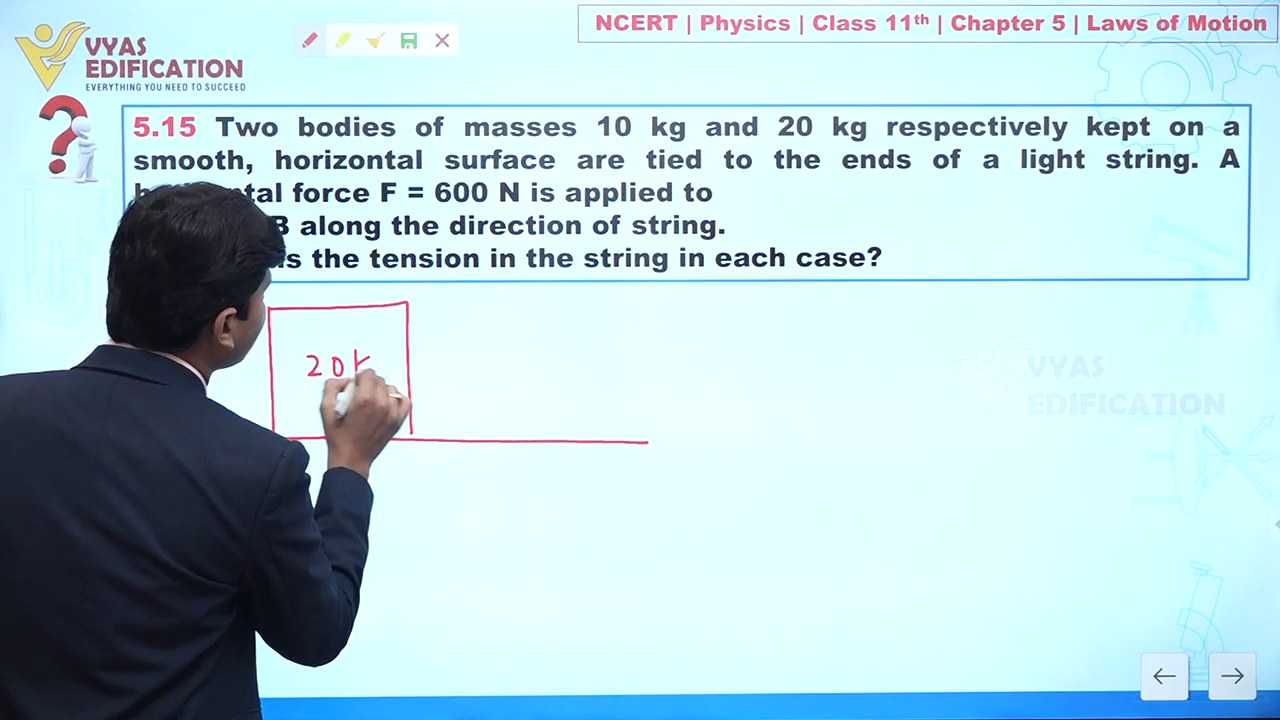 NCERT | Physics | Class 11th | Chapter 5 | Laws of Motion
VYAS
EDIFICATION
EVERYTHING YOU NEED TO SUCCEED
5.15 Two bodies of masses 10 kg and 20 kg respectively kept on a
smooth, horizontal surface are tied to the ends of a light string. A
force F = 600 N is applied to
B along the direction of string.
the tension in the string in each case?
20k
VYAS
EDIFICATION